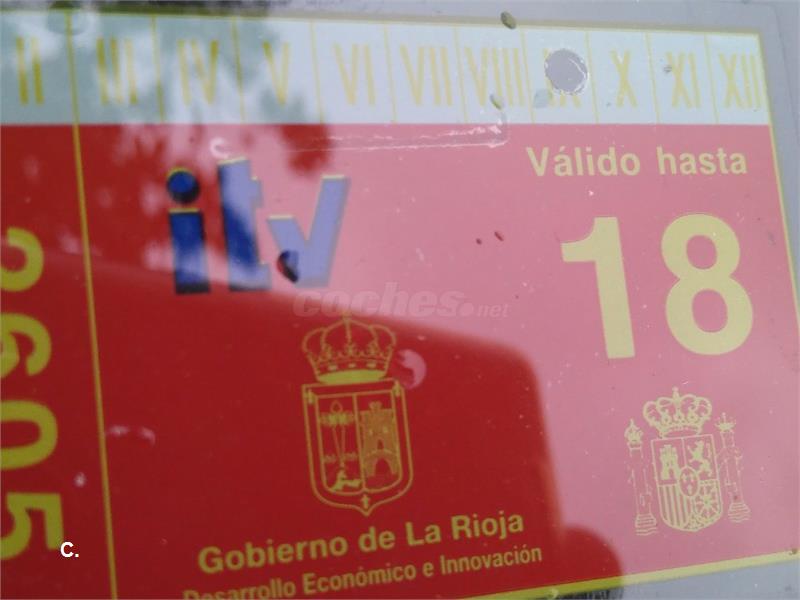 II III IV V VI VII VIII IX X XI XII
itv
Válido hasta
18
coches.net
2605
Gobierno de La Rioja
Desarrollo Económico e Innovación
C.